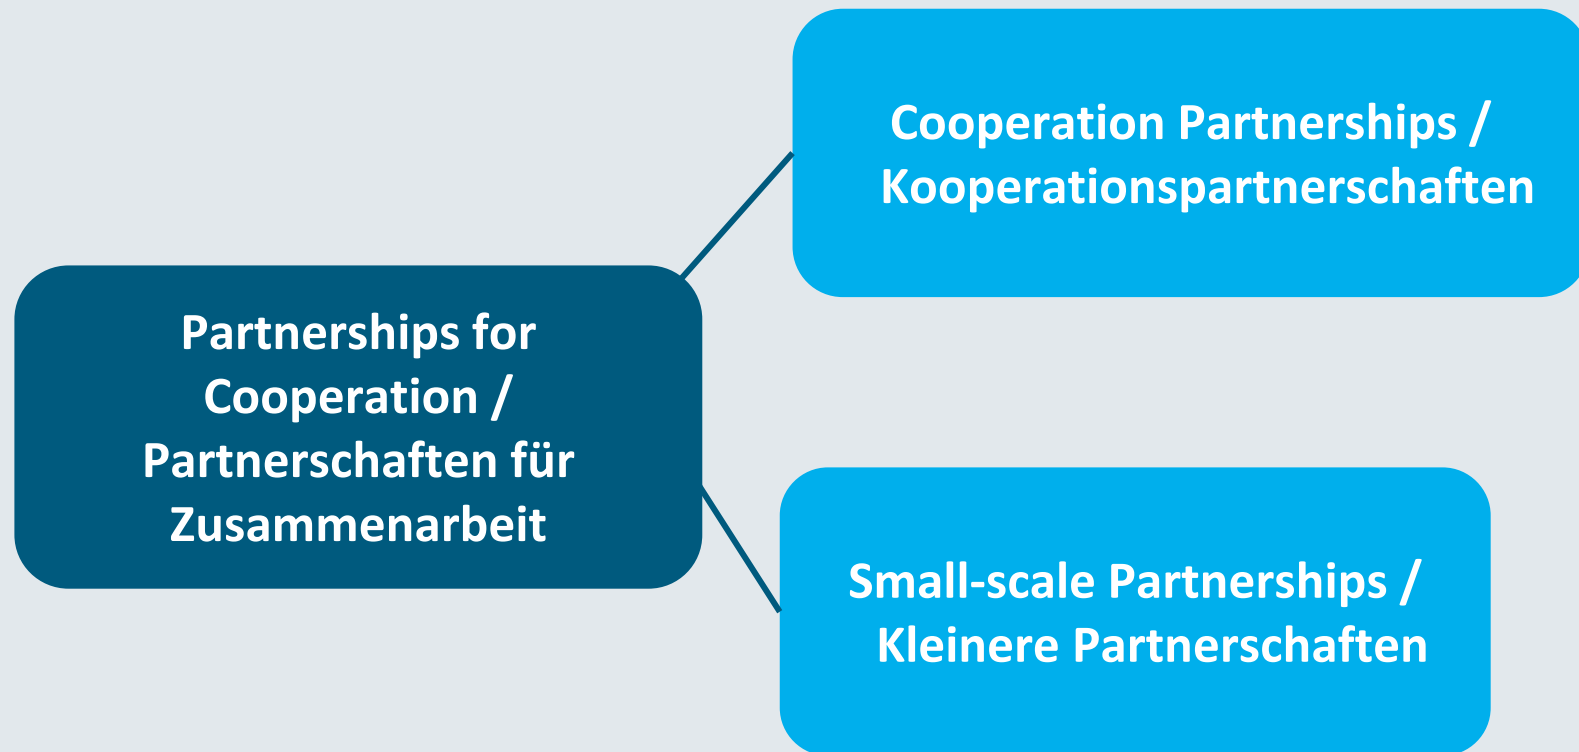 Cooperation Partnerships /
Kooperationspartnerschaften
Partnerships for
Cooperation /
Partnerschaften für
Zusammenarbeit
Small-scale Partnerships /
Kleinere Partnerschaften